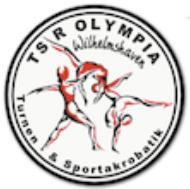 TSR OLYMPIA
Wilhelmshaven
Turnen & Sportakrobatik